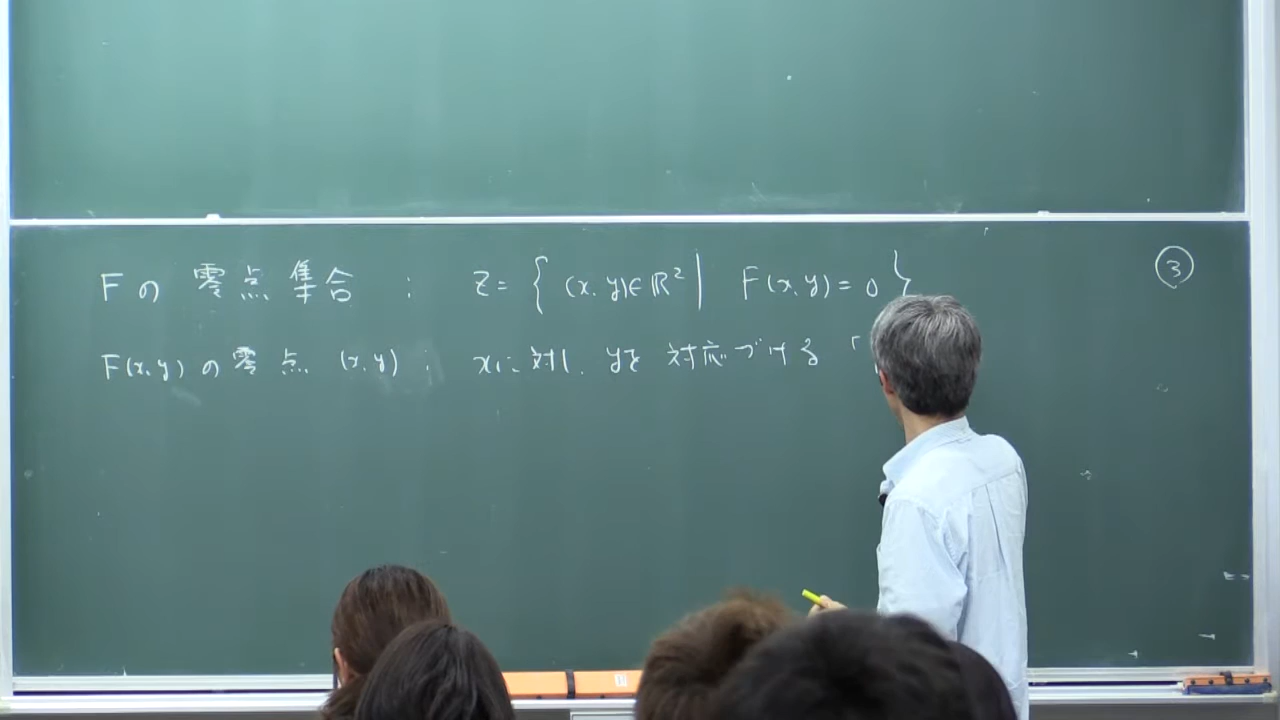 Fの 零点集合 : Z = { (x, y) ∈ ℝ² | F(x, y) = 0 }
③
F(x, y) の零点 (x, y) : xに対し、yを 対応づける 「